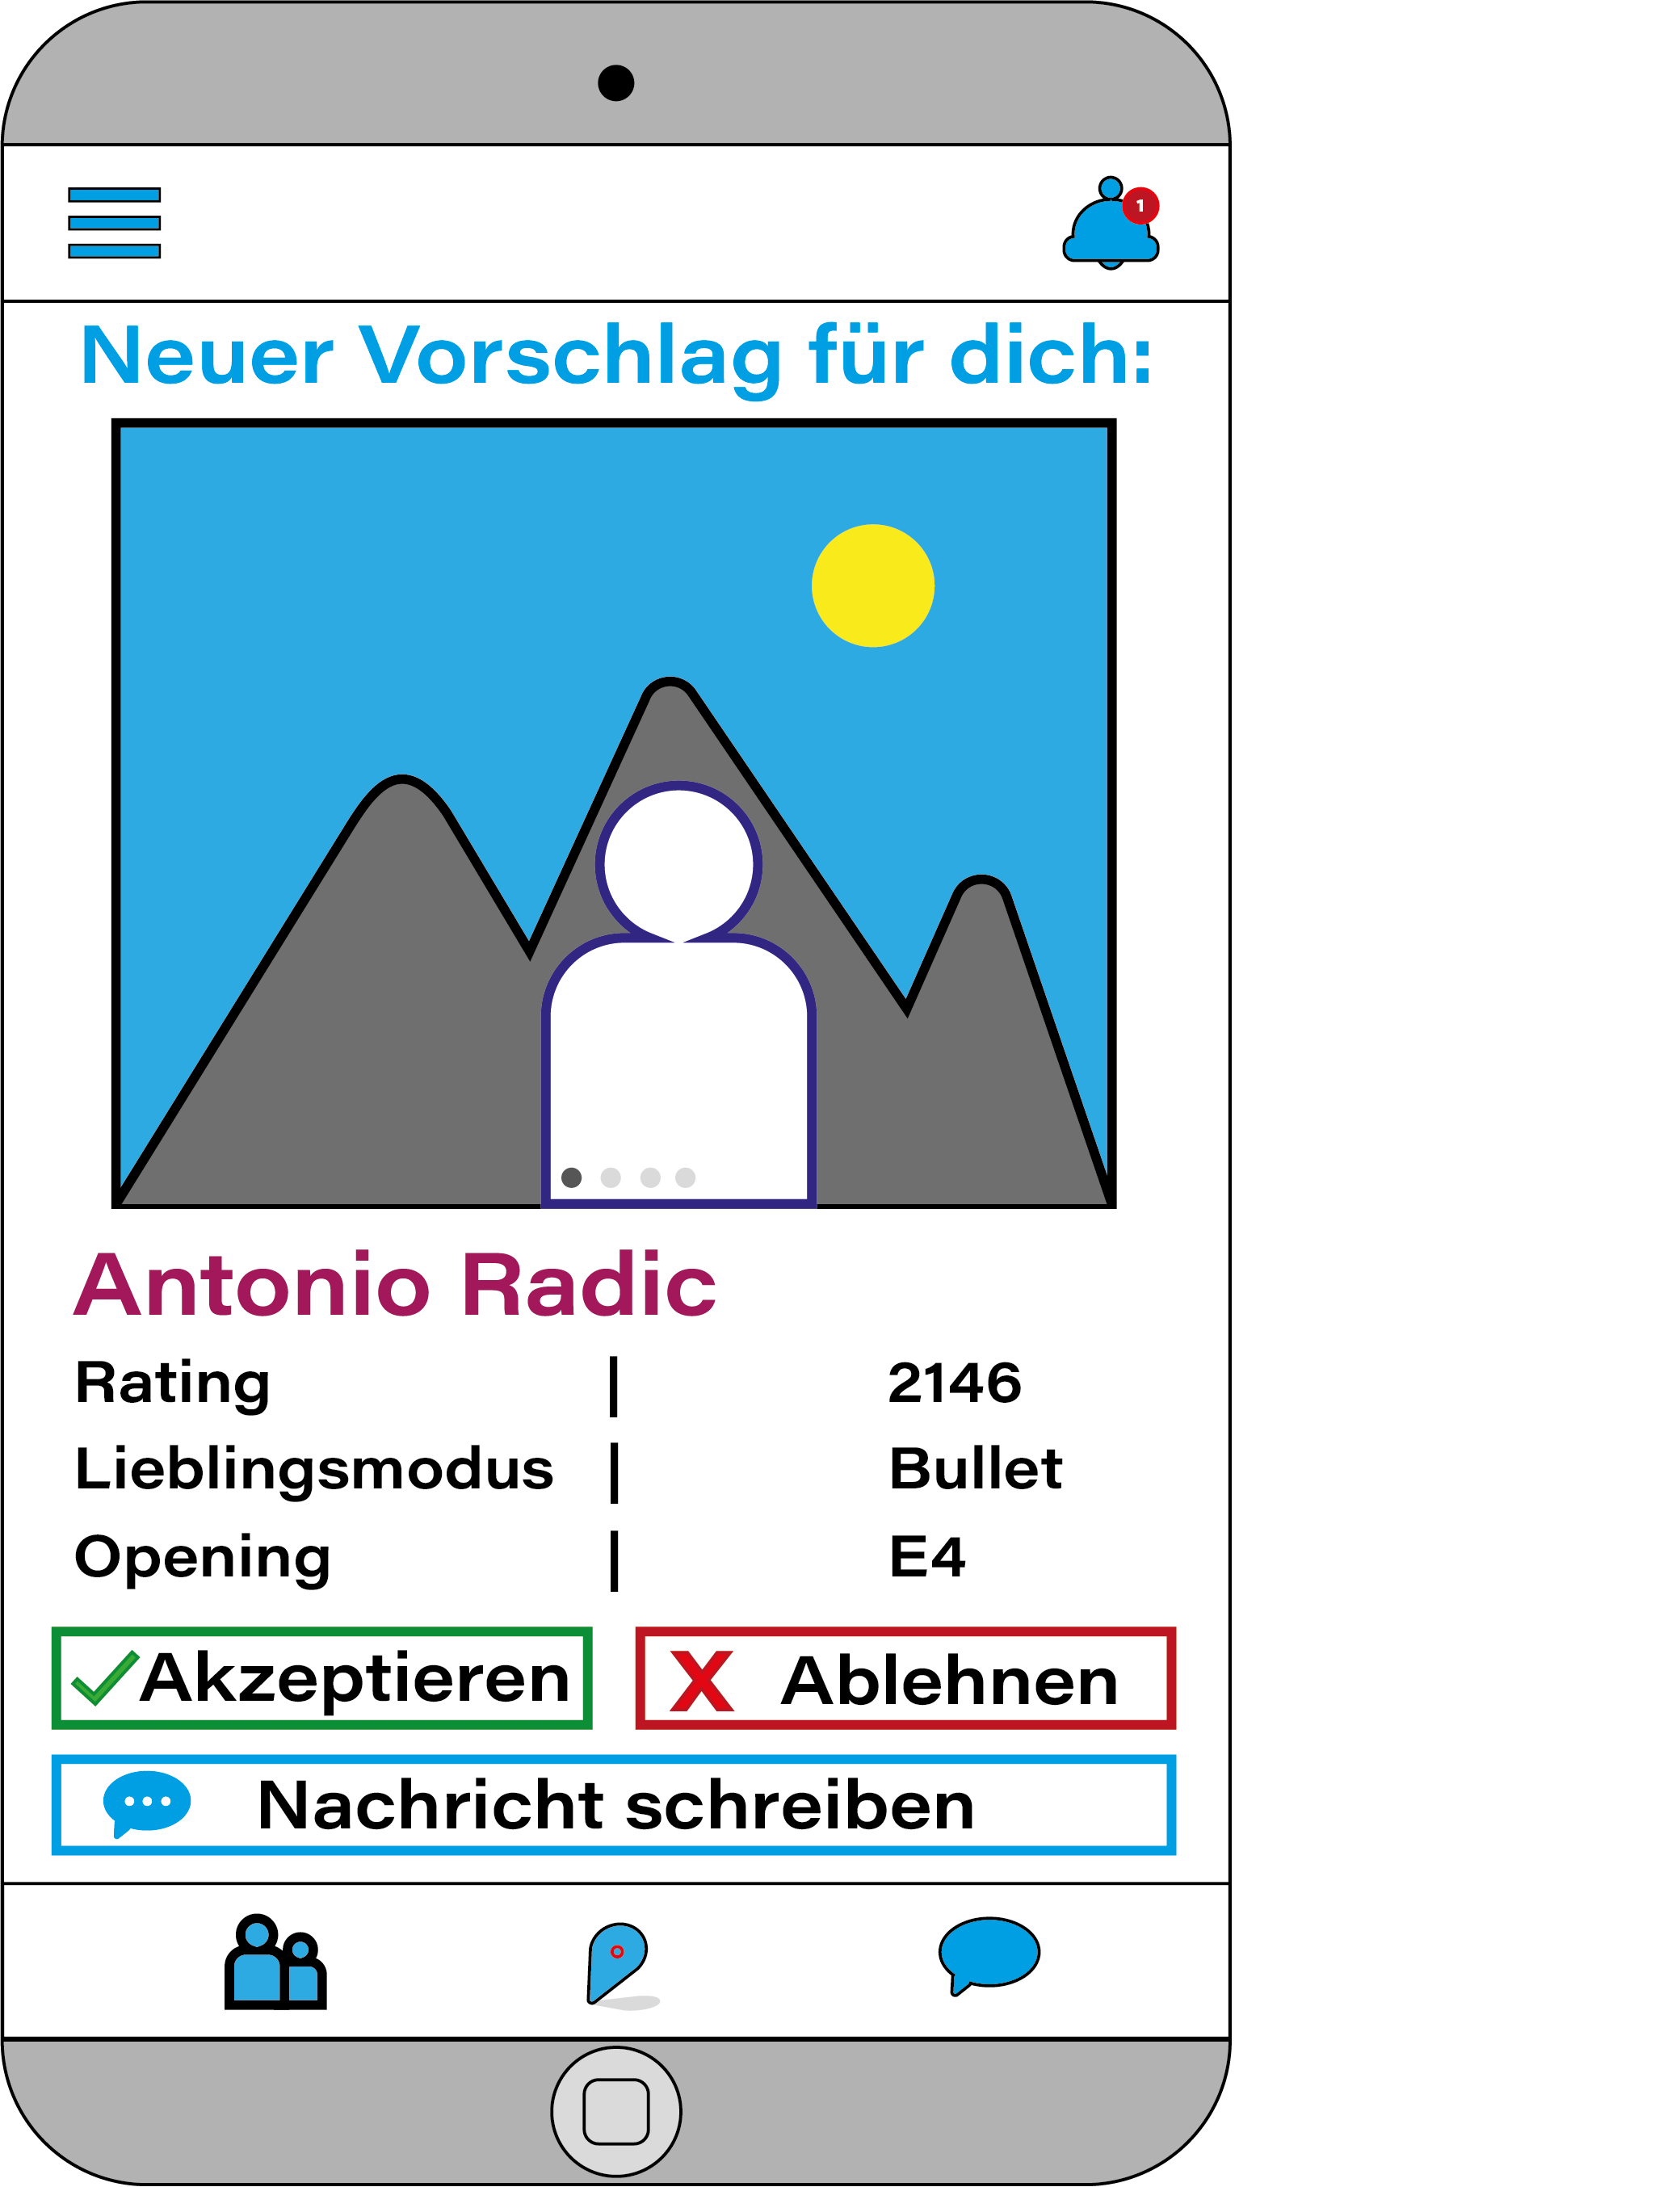 1
Neuer Vorschlag für dich:
Antonio Radic
Rating | 2146
Lieblingsmodus | Bullet
Opening | E4
Akzeptieren
X Ablehnen
Nachricht schreiben